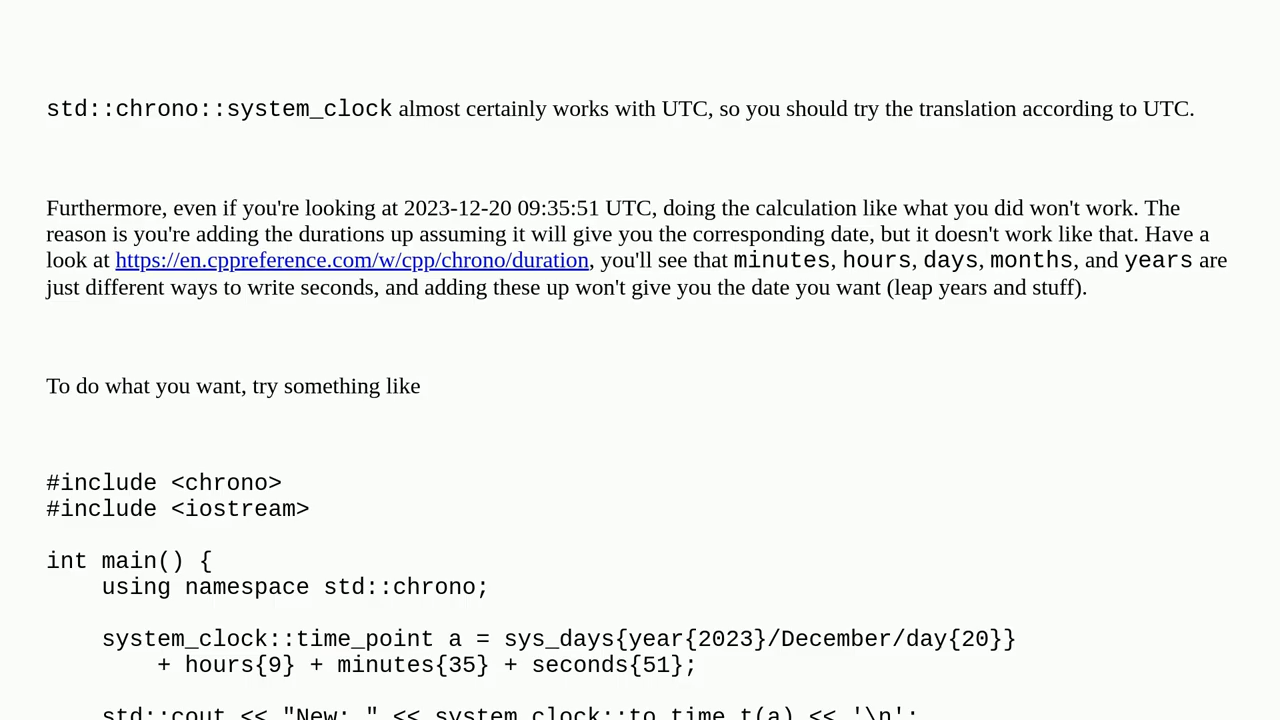 std::chrono::system_clock almost certainly works with UTC, so you should try the translation according to UTC.
Furthermore, even if you're looking at 2023-12-20 09:35:51 UTC, doing the calculation like what you did won't work. The
reason is you're adding the durations up assuming it will give you the corresponding date, but it doesn't work like that. Have a
look at https://en.cppreference.com/w/cpp/chrono/duration, you'll see that minutes, hours, days, months, and years are
just different ways to write seconds, and adding these up won't give you the date you want (leap years and stuff).
To do what you want, try something like
#include <chrono>
#include <iostream>
int main() {
    using namespace std::chrono;
    system_clock::time_point a = sys_days{year{2023}/December/day{20}}
        + hours{9} + minutes{35} + seconds{51};
    std::cout << "New: " << system_clock::to_time_t(a) << '\n';